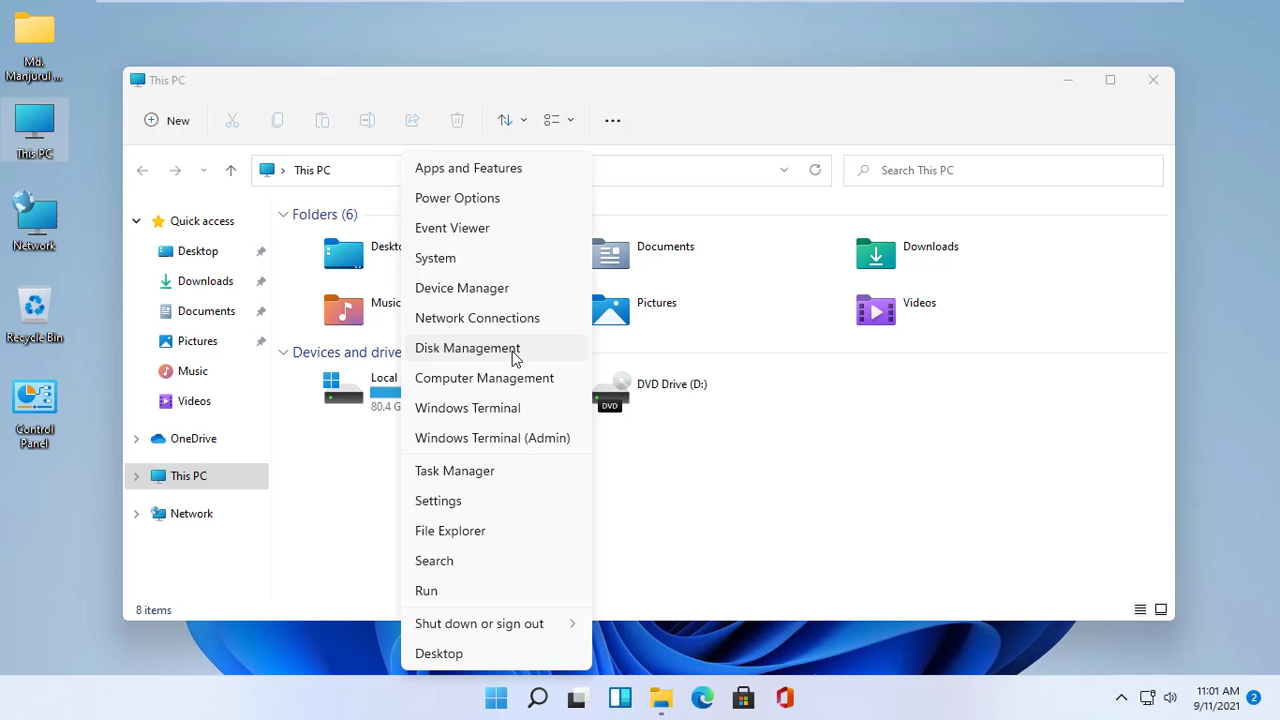 Md.
Manjurul ...
This PC
Network
Recycle Bin
Control
Panel
This PC
New
This PC
Search This PC
Quick access
Desktop
Downloads
Documents
Pictures
Music
Videos
OneDrive
This PC
Network
Folders (6)
Documents
Downloads
Music
Pictures
Videos
Devices and drive
Local
80.4 G
DVD
DVD Drive (D:)
8 items
Apps and Features
Power Options
Event Viewer
System
Device Manager
Network Connections
Disk Management
Computer Management
Windows Terminal
Windows Terminal (Admin)
Task Manager
Settings
File Explorer
Search
Run
Shut down or sign out
Desktop
11:01 AM
9/11/2021
2